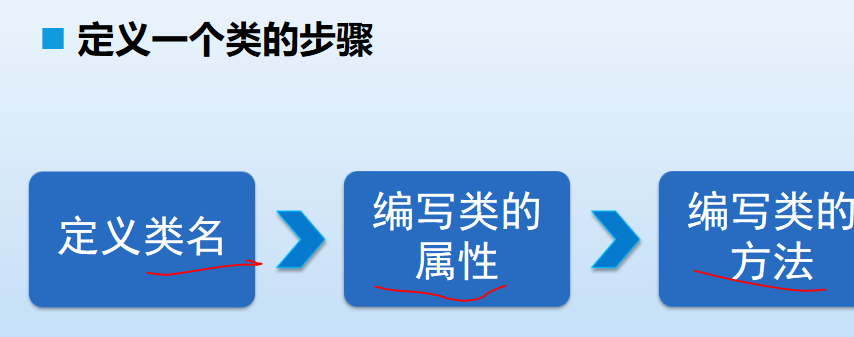 定义一个类的步骤
定义类名
编写类的
属性
编写类的
方法